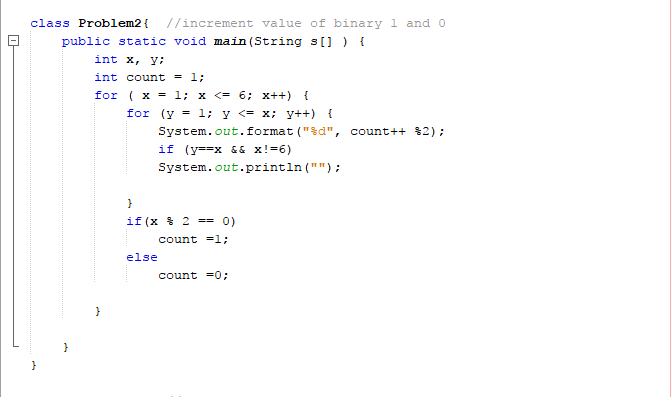 class Problem2{  //increment value of binary 1 and 0
    public static void main(String s[] ) {
        int x, y;
        int count = 1;
        for ( x = 1; x <= 6; x++) {
            for (y = 1; y <= x; y++) {
                System.out.format("%d", count++ %2);
                if (y==x && x!=6)
                System.out.println("");
            }
            if(x % 2 == 0)
                count =1;
            else
                count =0;
        }
    }
}